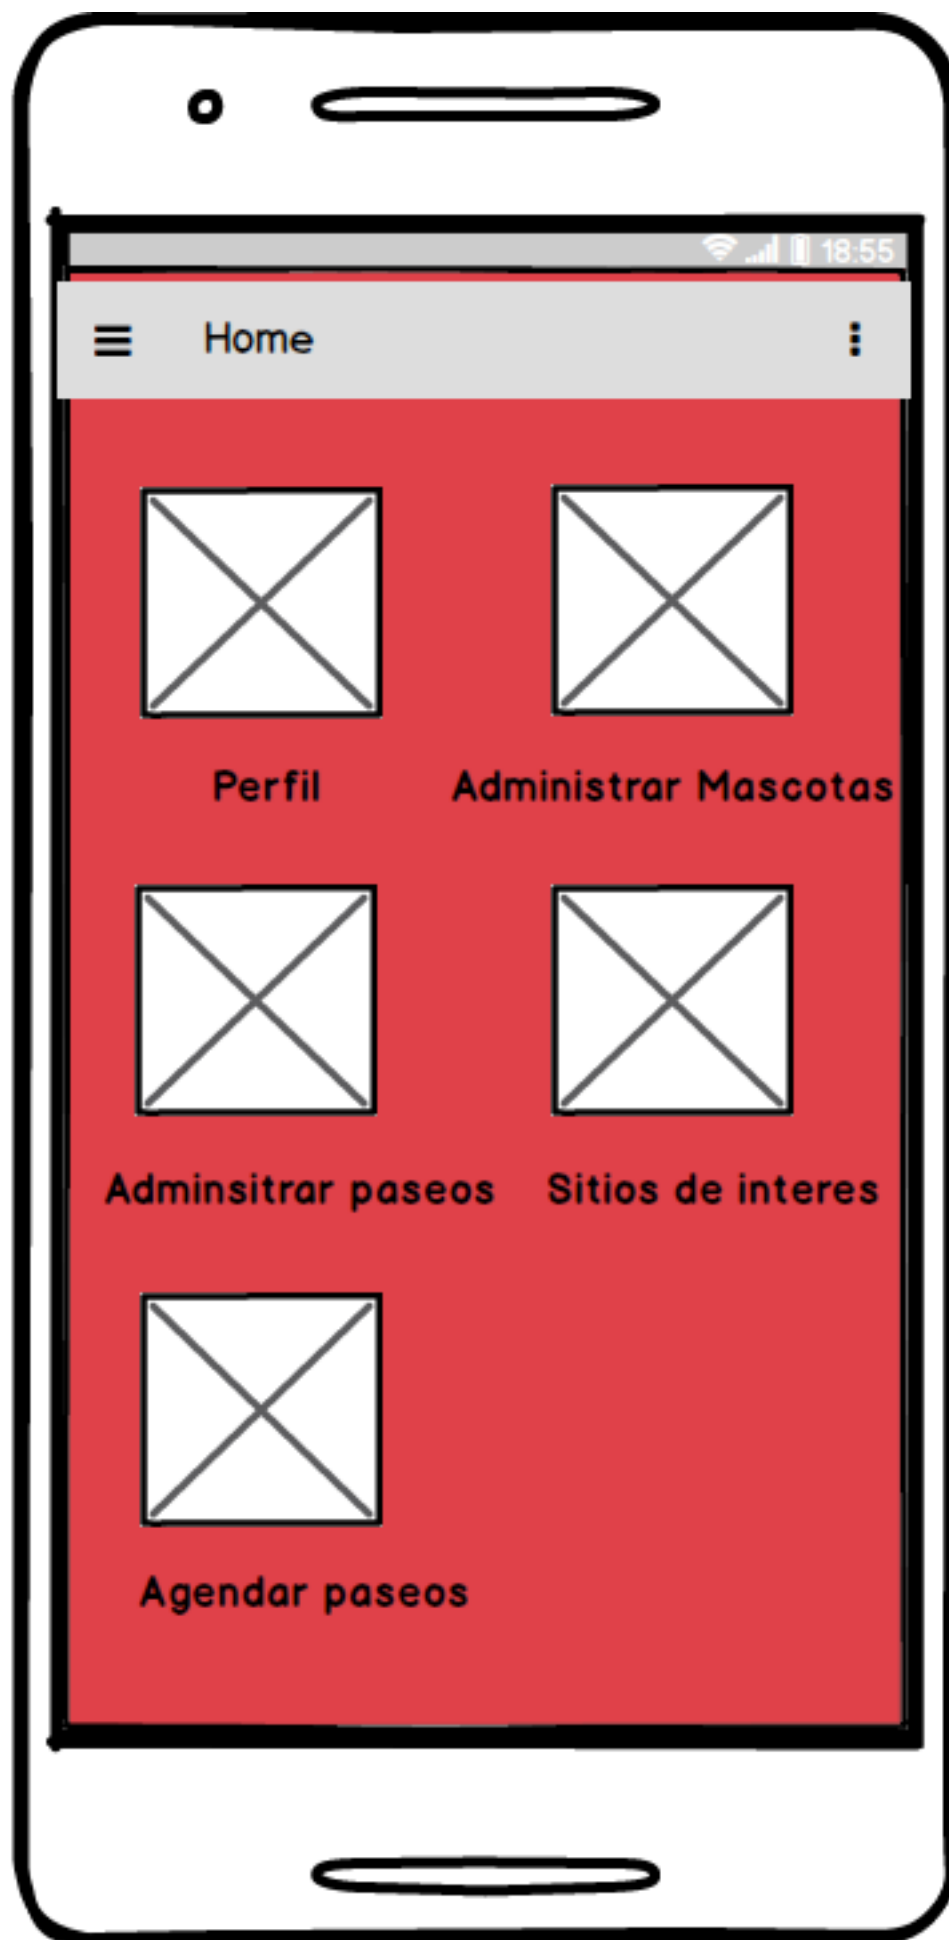 18:55
Home
Perfil
Administrar Mascotas
Adminsitrar paseos
Sitios de interes
Agendar paseos